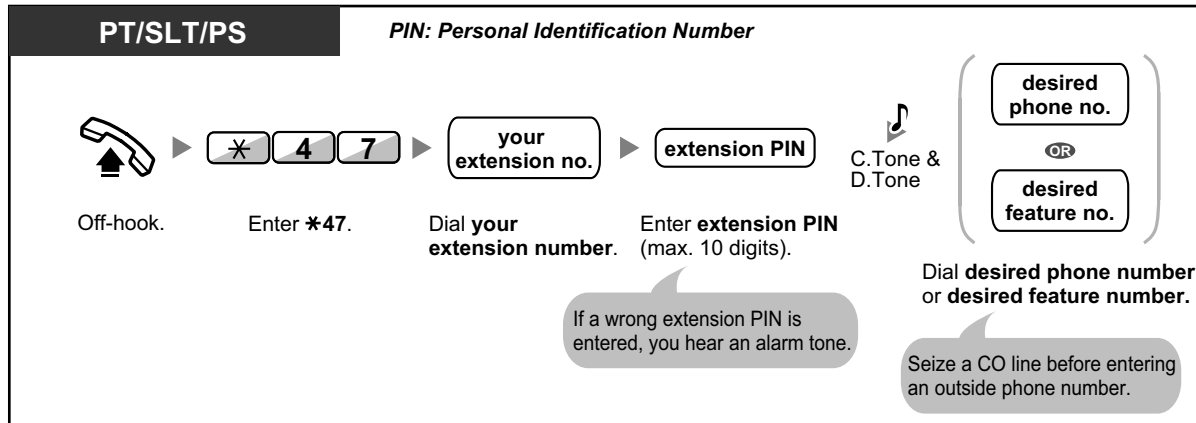 PT/SLT/PS
PIN: Personal Identification Number
* 4 7
your
extension no.
extension PIN
C.Tone &
D.Tone
desired
phone no.
OR
desired
feature no.
Off-hook.
Enter *47.
Dial your
extension number.
Enter extension PIN
(max. 10 digits).
Dial desired phone number
or desired feature number.
If a wrong extension PIN is
entered, you hear an alarm tone.
Seize a CO line before entering
an outside phone number.